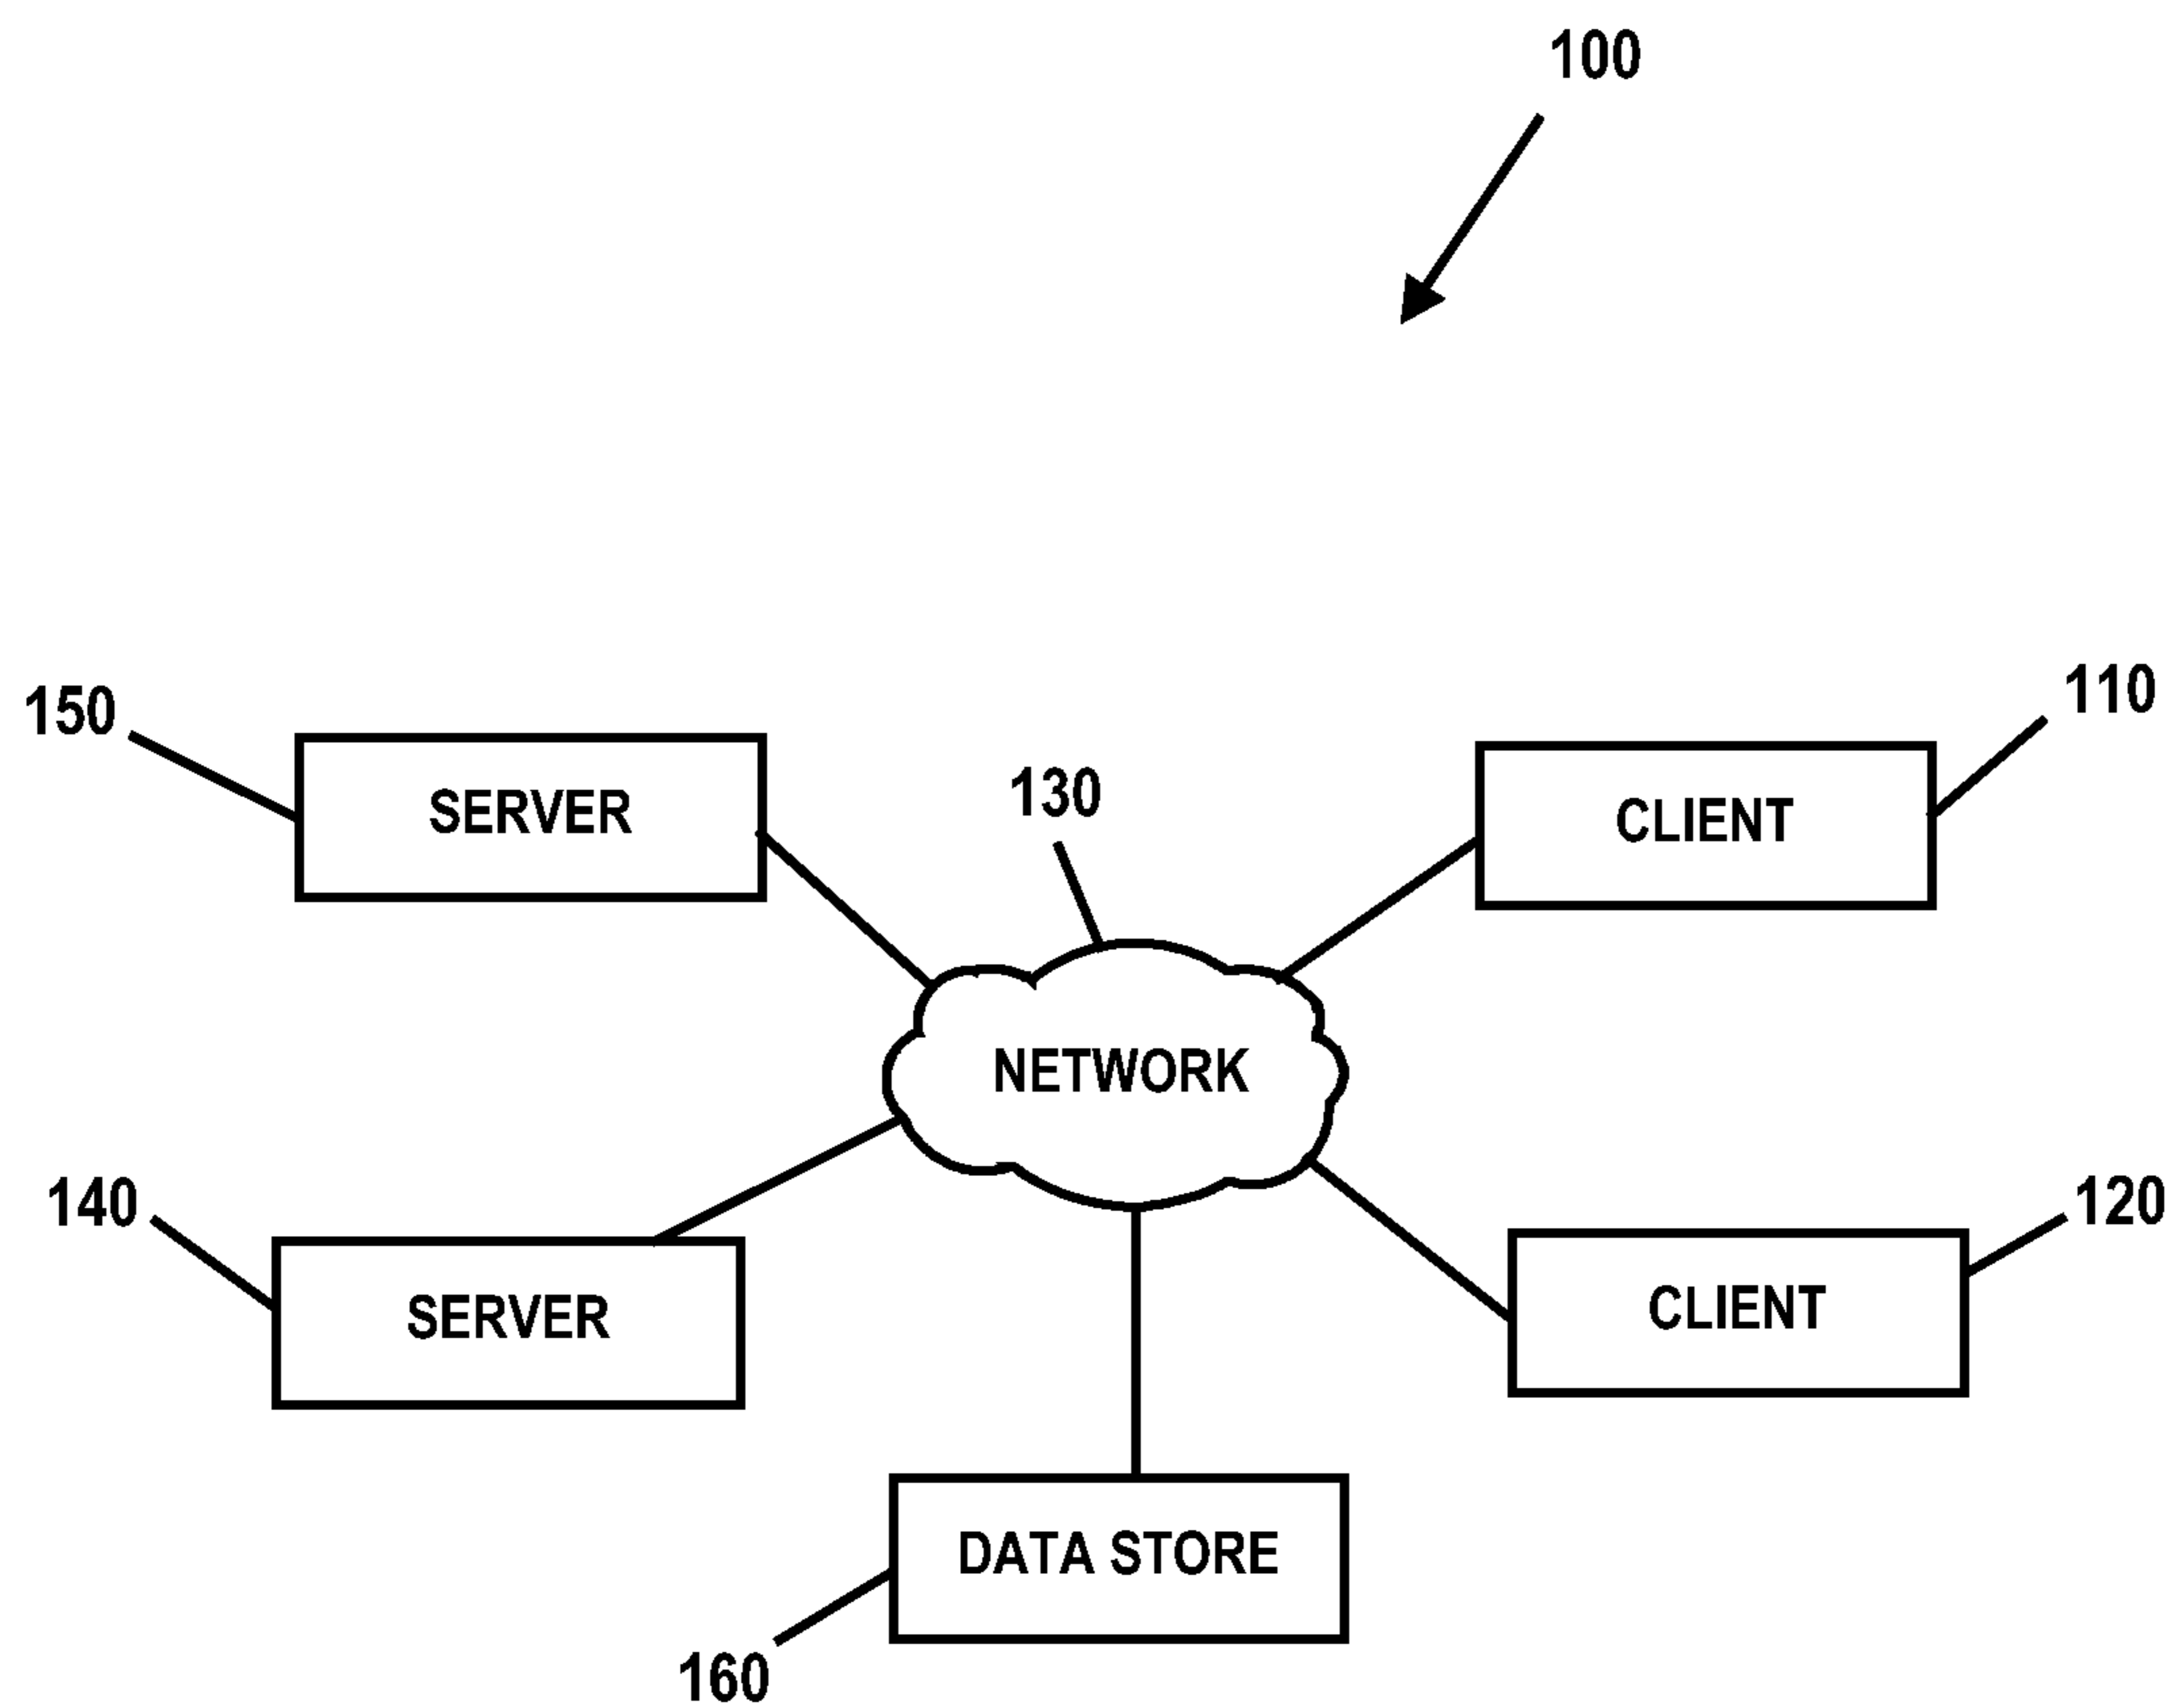 100
150
110
SERVER
130
CLIENT
NETWORK
140
120
SERVER
CLIENT
DATA STORE
160